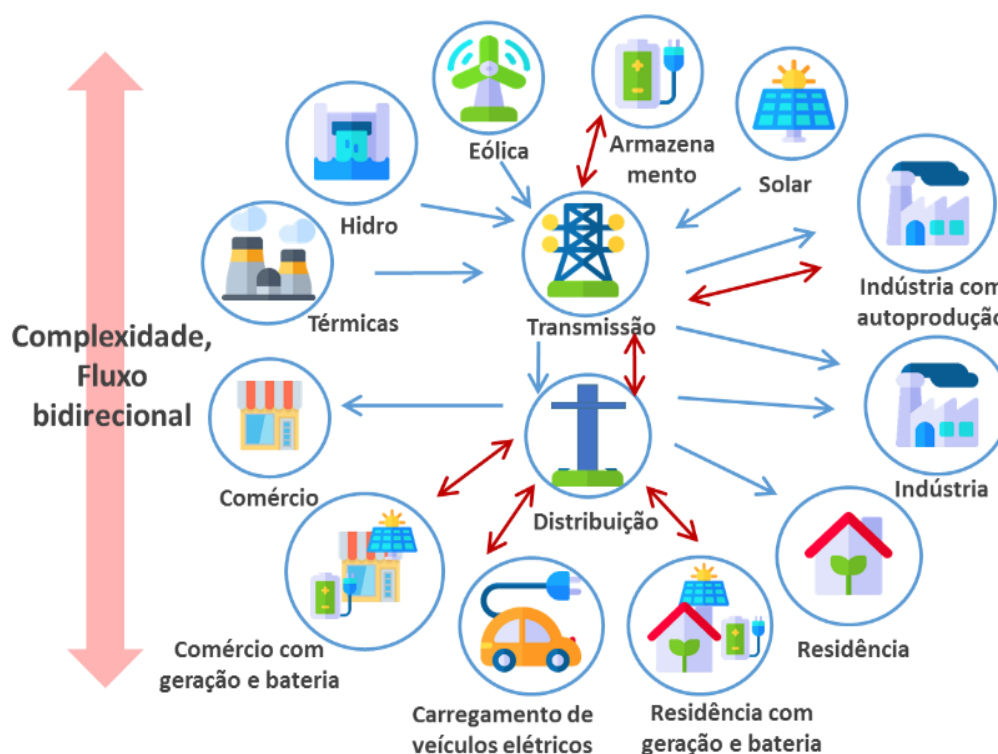 Eólica
Armazena
mento
Solar
Hidro
Térmicas
Transmissão
Indústria com
autoprodução
Complexidade,
Fluxo
bidirecional
Comércio
Distribuição
Indústria
Comércio com
geração e bateria
Residência
Carregamento de
veículos elétricos
Residência com
geração e bateria